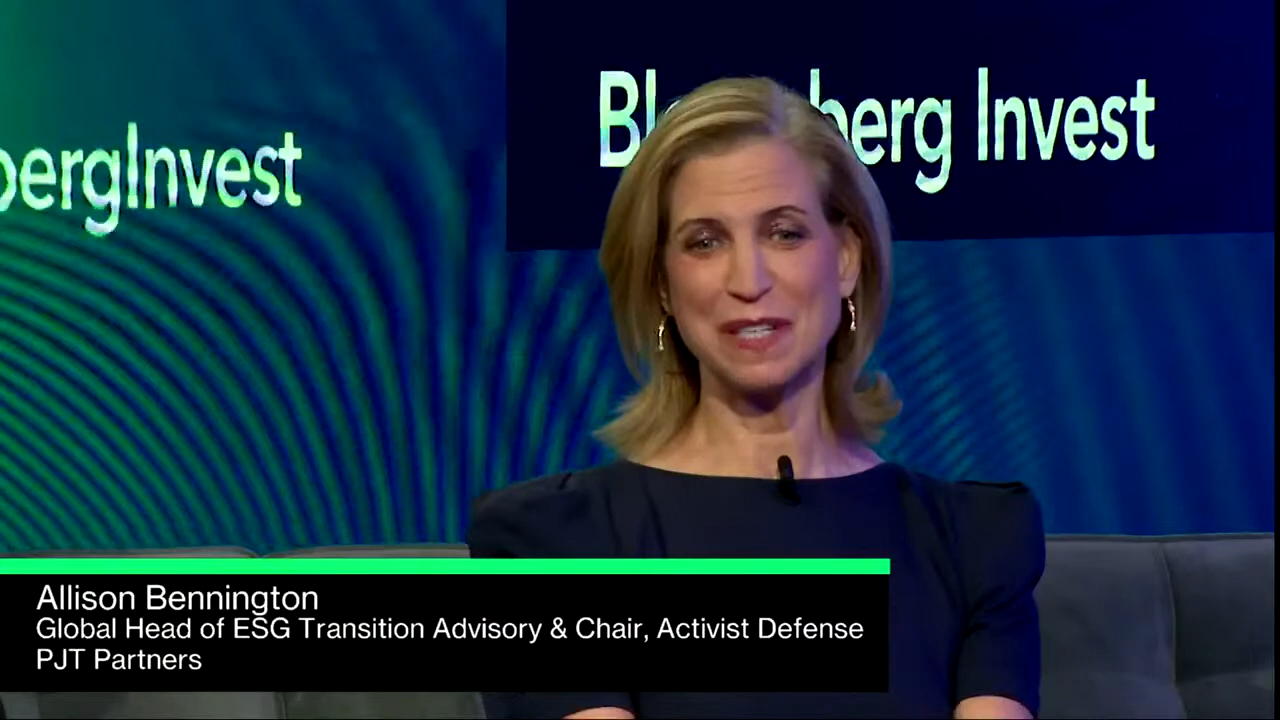 bergInvest
Bl berg Invest
Allison Bennington
Global Head of ESG Transition Advisory & Chair, Activist Defense
PJT Partners